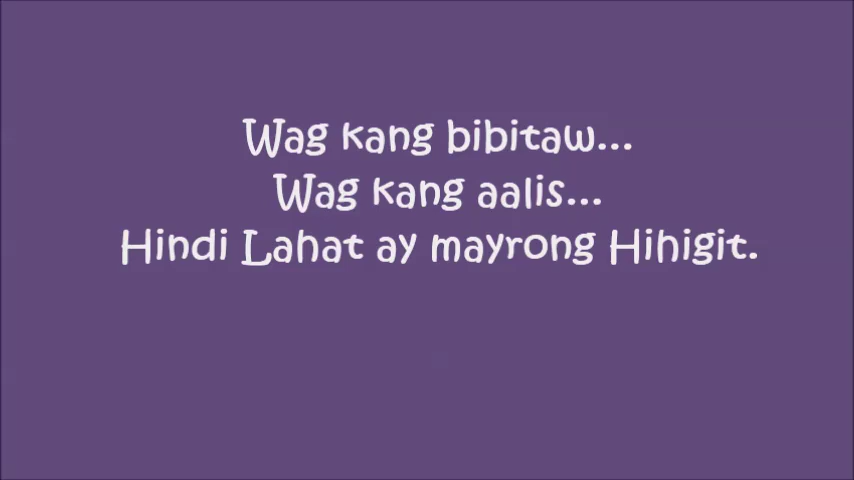 Wag kang bibitaw...
Wag kang aalis...
Hindi Lahat ay mayrong Hihigit.